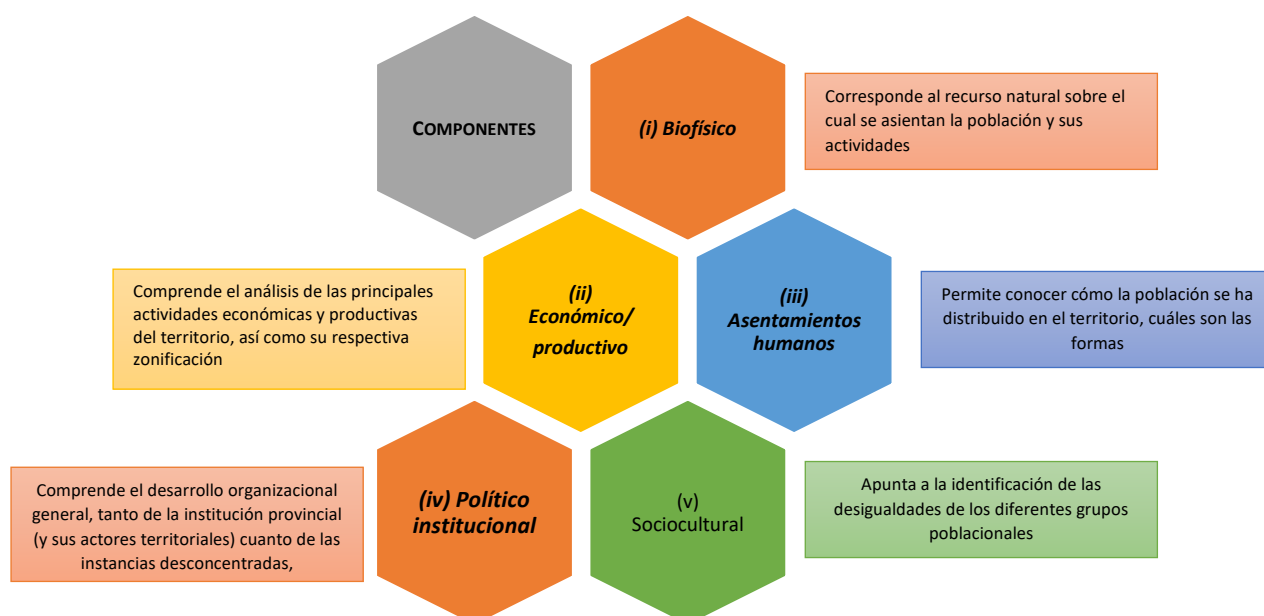 COMPONENTES
(i) Biofísico
Corresponde al recurso natural sobre el
cual se asientan la población y sus
actividades
Comprende el análisis de las principales
actividades económicas y productivas
del territorio, así como su respectiva
zonificación
(ii)
Económico/
productivo
(iii)
Asentamientos
humanos
Permite conocer cómo la población se ha
distribuido en el territorio, cuáles son las
formas
Comprende el desarrollo organizacional
general, tanto de la institución provincial
(y sus actores territoriales) cuanto de las
instancias desconcentradas,
(iv) Político
institucional
(v)
Sociocultural
Apunta a la identificación de las
desigualdades de los diferentes grupos
poblacionales